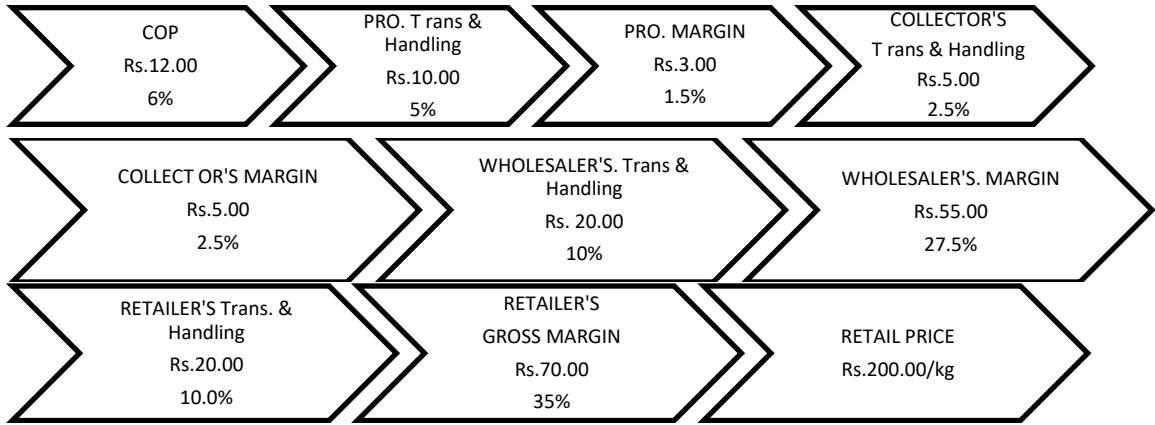 COP
Rs.12.00
6%
PRO. T rans &
Handling
Rs.10.00
5%
PRO. MARGIN
Rs.3.00
1.5%
COLLECTOR'S
T rans & Handling
Rs.5.00
2.5%
COLLECT OR'S MARGIN
Rs.5.00
2.5%
WHOLESALER'S. Trans &
Handling
Rs. 20.00
10%
WHOLESALER'S. MARGIN
Rs.55.00
27.5%
RETAILER'S Trans. &
Handling
Rs.20.00
10.0%
RETAILER'S
GROSS MARGIN
Rs.70.00
35%
RETAIL PRICE
Rs.200.00/kg